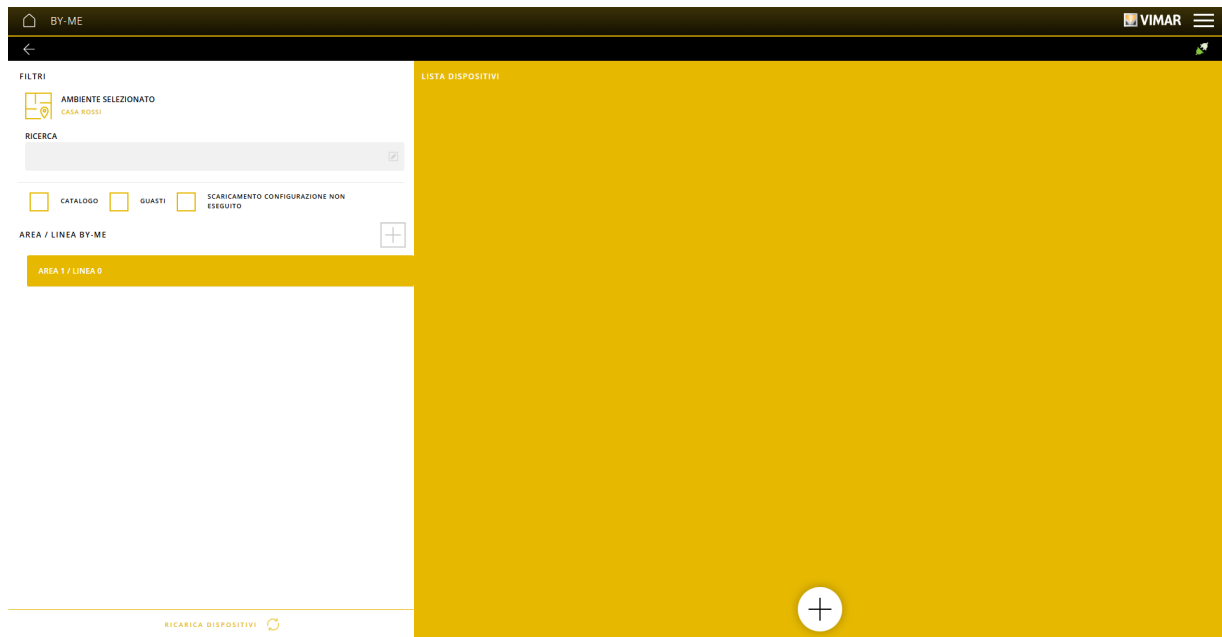 BY-ME
VIMAR
FILTRI
LISTA DISPOSITIVI
AMBIENTE SELEZIONATO
CASA ROSSI
RICERCA
CATALOGO
GUASTI
SCARICAMENTO CONFIGURAZIONE NON
ESEGUITO
AREA / LINEA BY-ME
AREA 1 / LINEA 0
RICARICA DISPOSITIVI